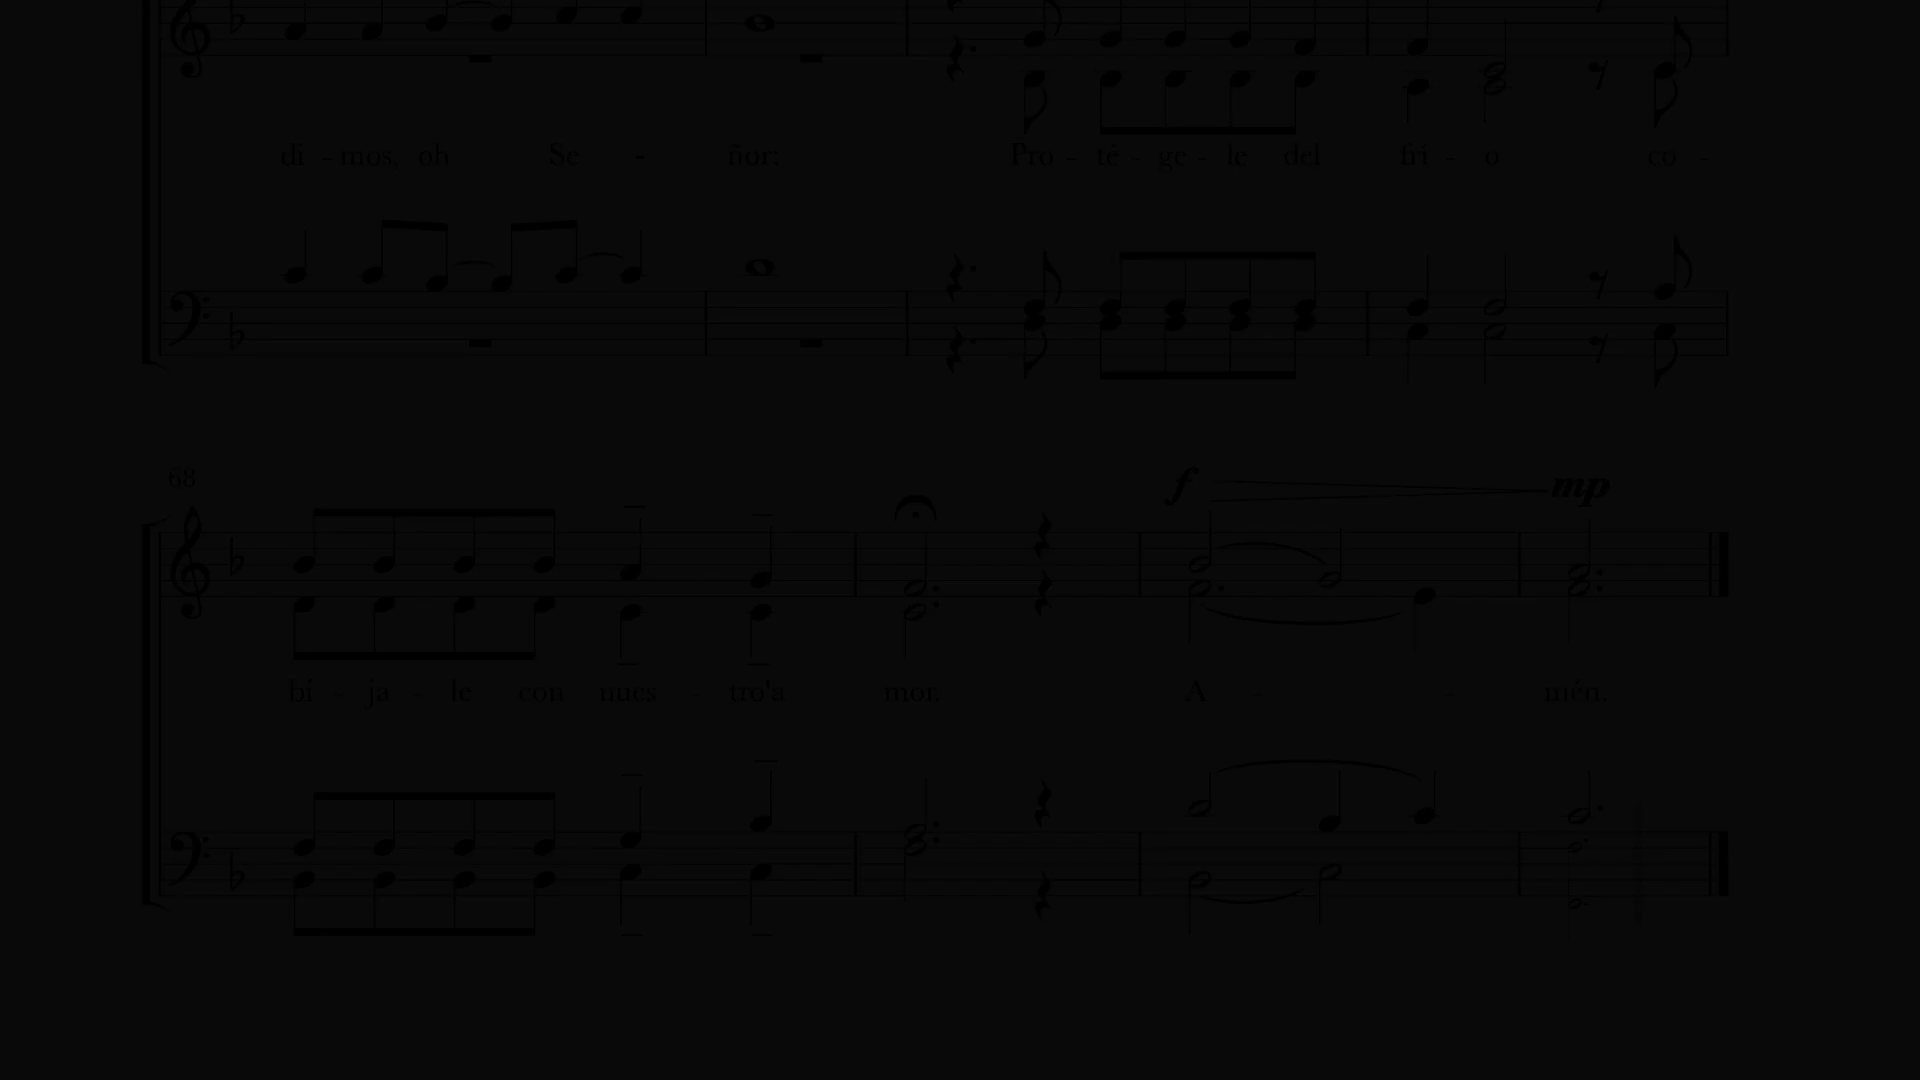 di - mos, oh Se - ñor: Pro - té - ge - le del frí - o co -
68
f mp
bi - ja - le con nues - tro'a mor. A - - mén.